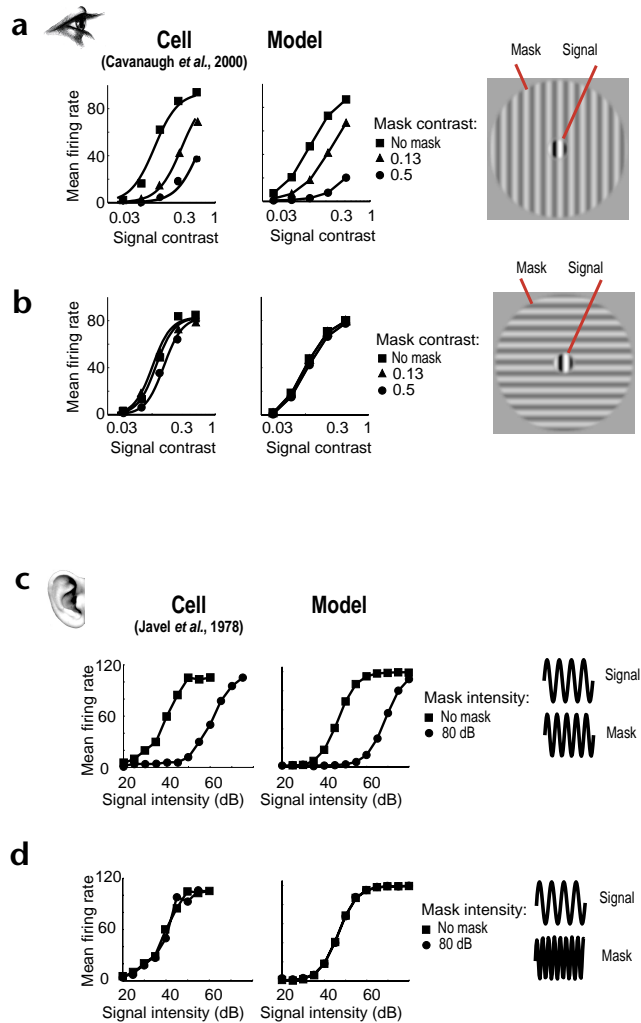 a
Cell Model
(Cavanaugh et al., 2000)
Mask Signal
Mean firing rate
80
40
0
0.03 0.3 1
Signal contrast
0.03 0.3 1
Signal contrast
Mask contrast:
No mask
0.13
0.5
b
Mask Signal
Mean firing rate
80
40
0
0.03 0.3 1
Signal contrast
0.03 0.3 1
Signal contrast
Mask contrast:
No mask
0.13
0.5
c
Cell Model
(Javel et al., 1978)
Mean firing rate
120
60
0
20 40 60
Signal intensity (dB)
20 40 60
Signal intensity (dB)
Mask intensity:
No mask
80 dB
Signal
Mask
d
Mean firing rate
120
60
0
20 40 60
Signal intensity (dB)
20 40 60
Signal intensity (dB)
Mask intensity:
No mask
80 dB
Signal
Mask